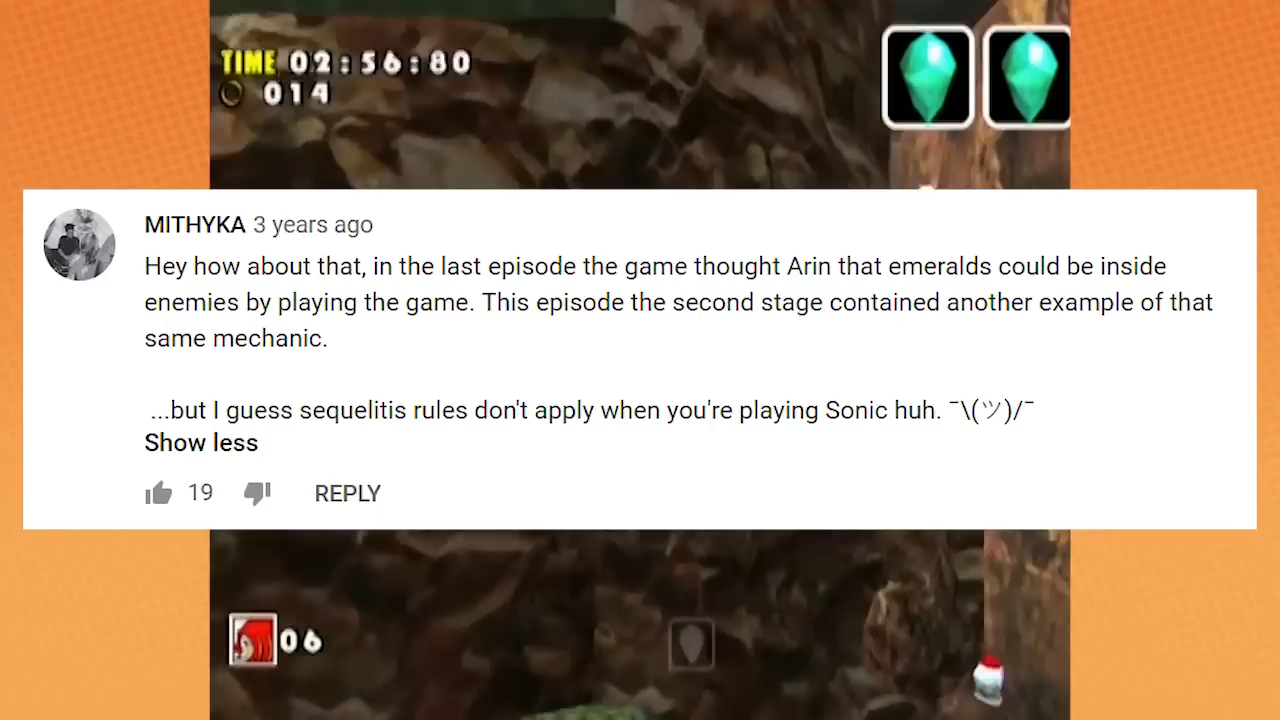 TIME 02:56:80
014
MITHYKA 3 years ago
Hey how about that, in the last episode the game thought Arin that emeralds could be inside
enemies by playing the game. This episode the second stage contained another example of that
same mechanic.
...but I guess sequelitis rules don't apply when you're playing Sonic huh. ¯\(ツ)/¯
Show less
19 REPLY
06